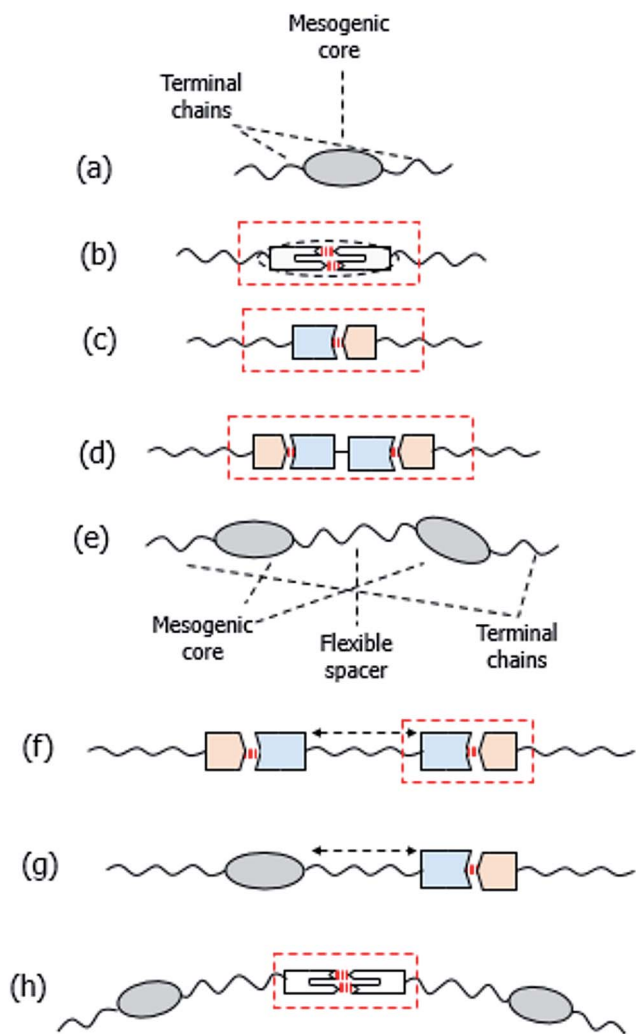 Mesogenic
core
Terminal
chains
(a)
(b)
(c)
(d)
(e)
Mesogenic
core
Flexible
spacer
Terminal
chains
(f)
(g)
(h)